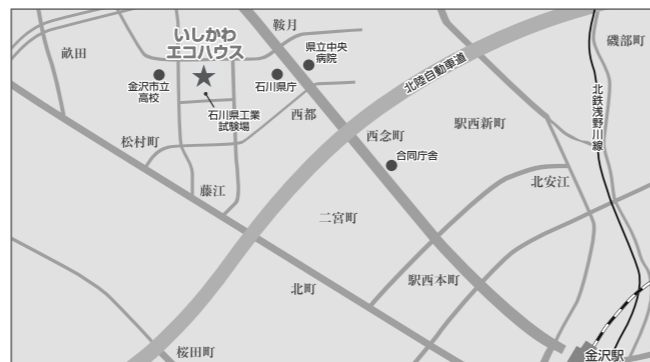 鞍月
いしかわ
エコハウス
県立中央
病院
磯部町
畝田
金沢市立
高校
石川県庁
北陸自動車道
北鉄浅野川線
石川県工業
試験場
西都
松村町
西念町
駅西新町
合同庁舎
藤江
北安江
二宮町
北町
駅西本町
桜田町
金沢駅